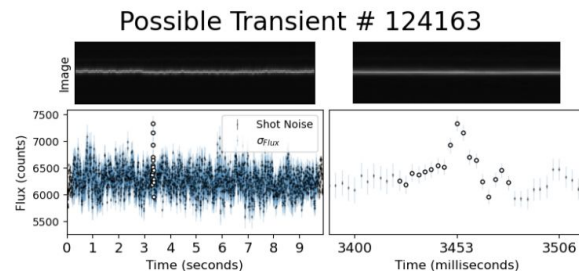 Possible Transient # 124163
Image
Flux (counts)
7500
7000
6500
6000
5500
Shot Noise
σFlux
0 1 2 3 4 5 6 7 8 9
Time (seconds)
3400 3453 3506
Time (milliseconds)